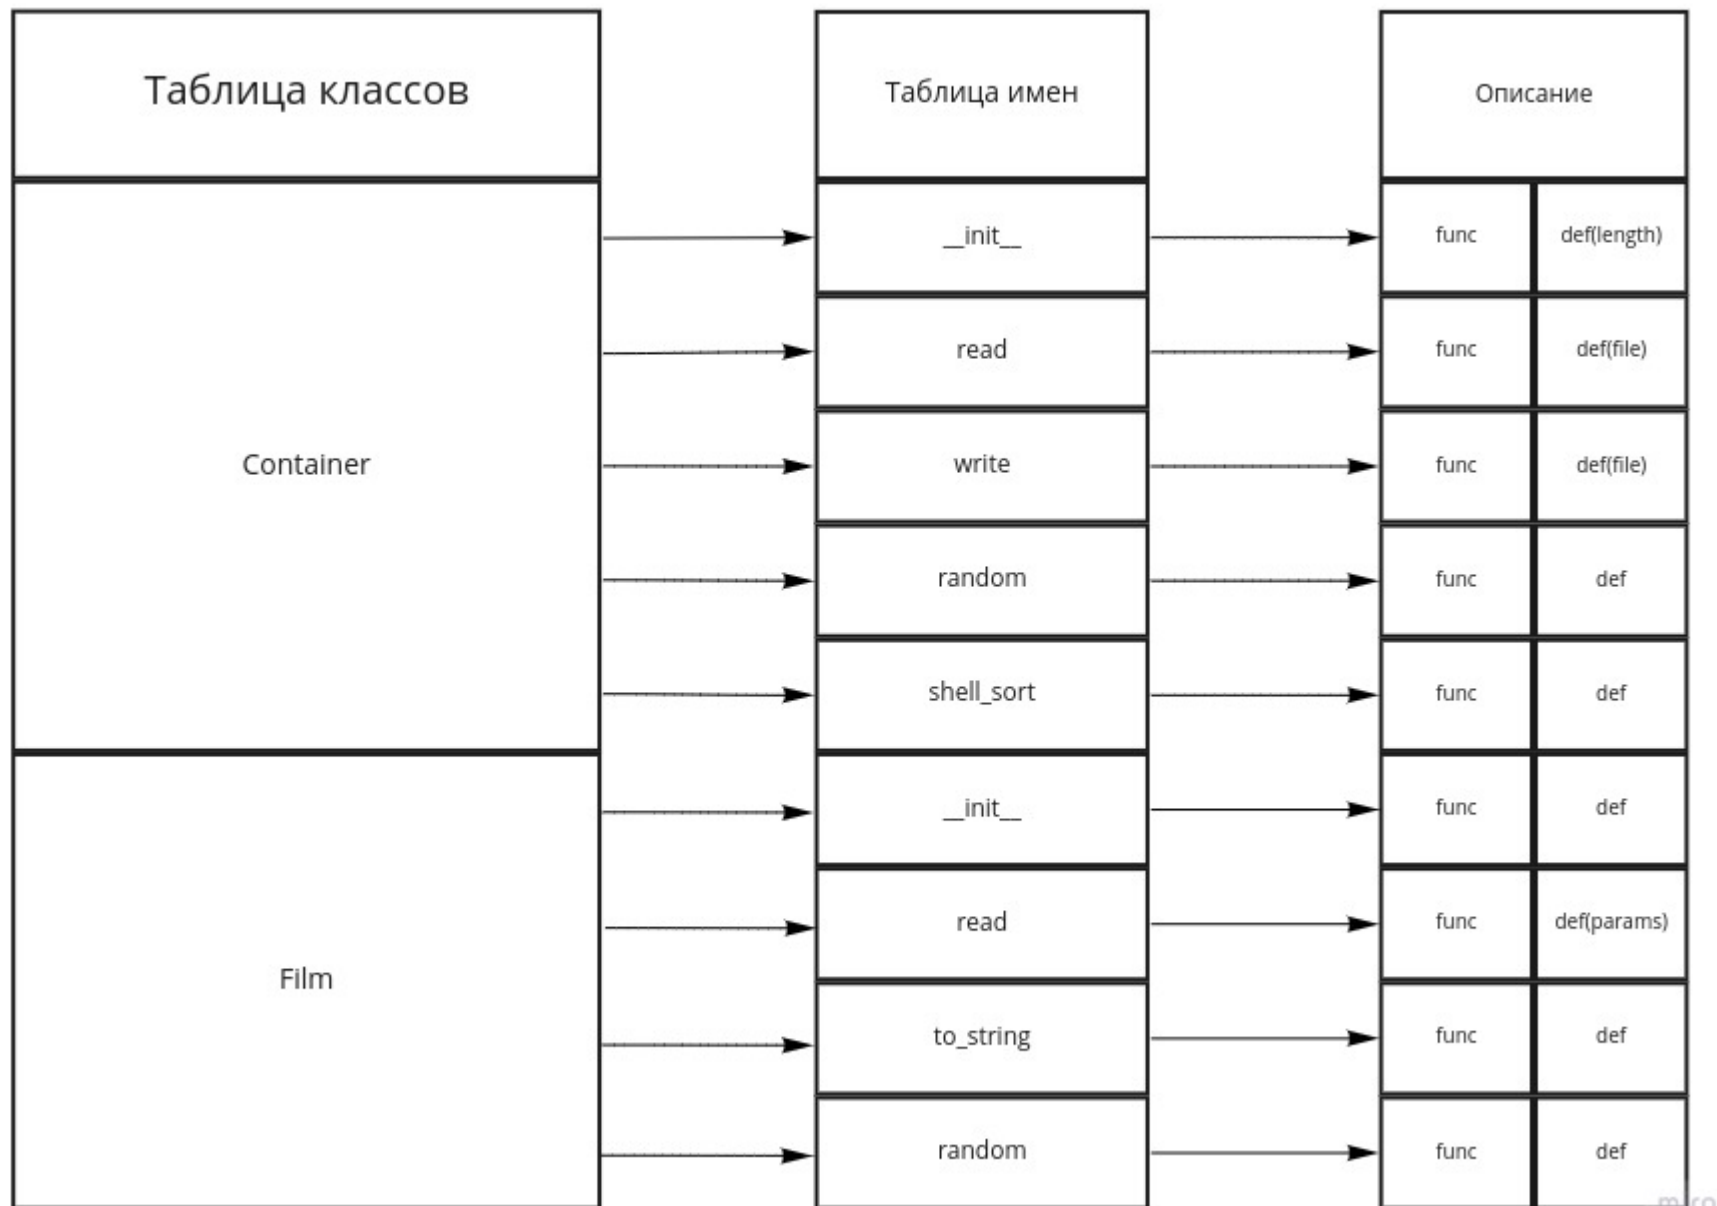 Таблица классов
Таблица имен
Описание
Container
__init__
func
def(length)
read
func
def(file)
write
func
def(file)
random
func
def
shell_sort
func
def
Film
__init__
func
def
read
func
def(params)
to_string
func
def
random
func
def
miro